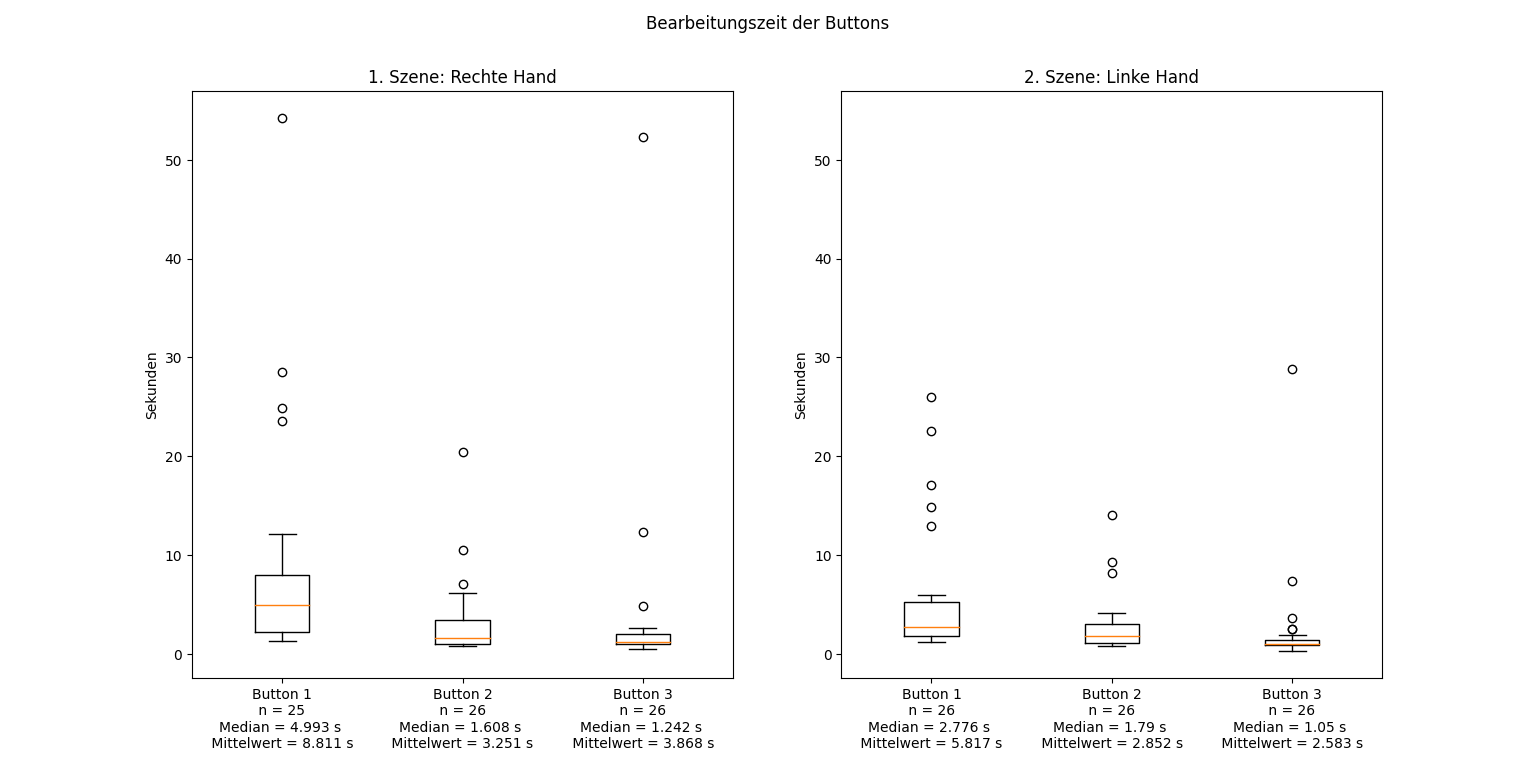 Bearbeitungszeit der Buttons
1. Szene: Rechte Hand
Sekunden
50
40
30
20
10
0
Button 1
n = 25
Median = 4.993 s
Mittelwert = 8.811 s
Button 2
n = 26
Median = 1.608 s
Mittelwert = 3.251 s
Button 3
n = 26
Median = 1.242 s
Mittelwert = 3.868 s
2. Szene: Linke Hand
Sekunden
50
40
30
20
10
0
Button 1
n = 26
Median = 2.776 s
Mittelwert = 5.817 s
Button 2
n = 26
Median = 1.79 s
Mittelwert = 2.852 s
Button 3
n = 26
Median = 1.05 s
Mittelwert = 2.583 s